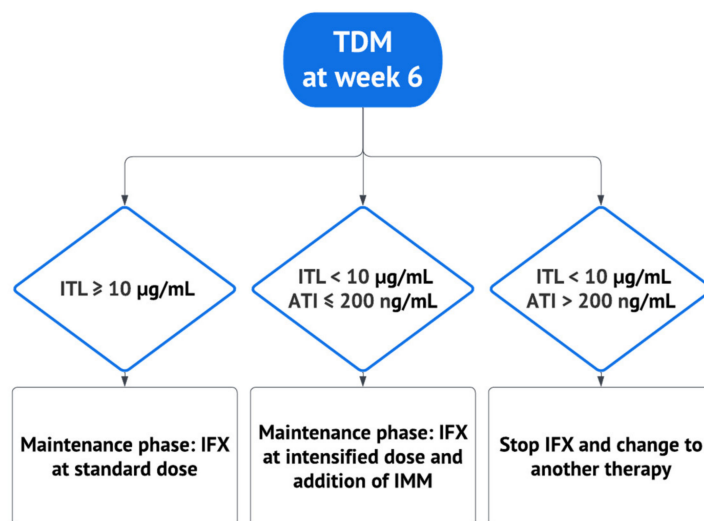 TDM
at week 6
ITL ⩾ 10 µg/mL
ITL < 10 µg/mL
ATI ⩽ 200 ng/mL
ITL < 10 µg/mL
ATI > 200 ng/mL
Maintenance phase: IFX
at standard dose
Maintenance phase: IFX
at intensified dose and
addition of IMM
Stop IFX and change to
another therapy